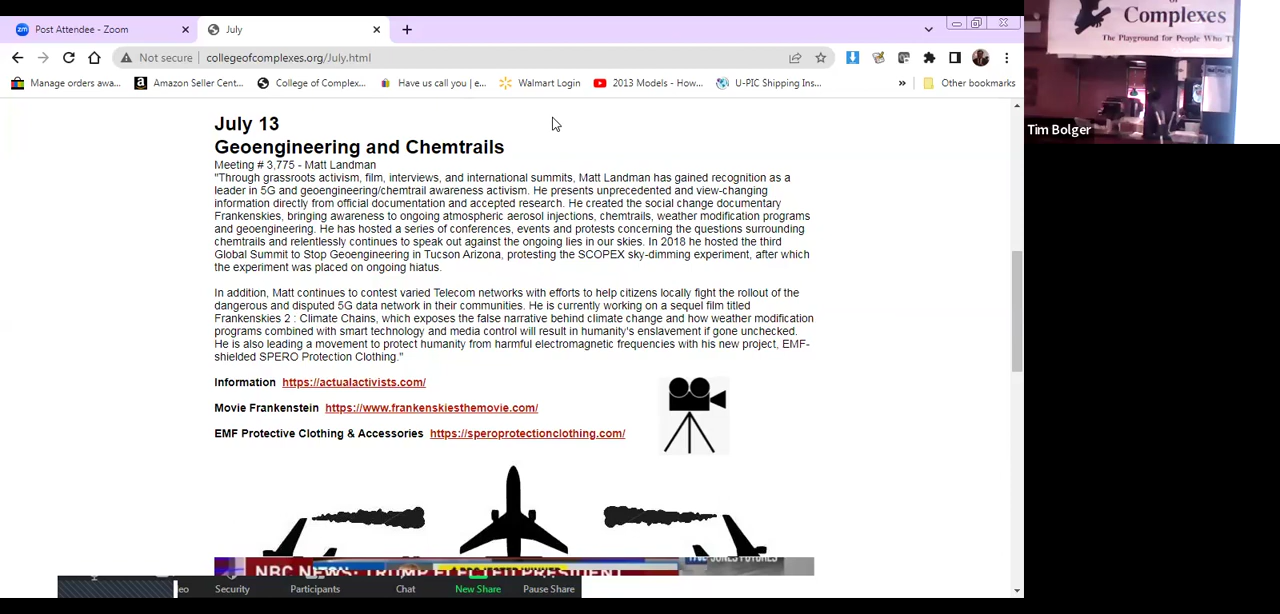 Post Attendee - Zoom
July
Complexes
The Playground for People Who T
Not secure | collegeofcomplexes.org/July.html
Manage orders awa...
Amazon Seller Cent...
College of Complex...
Have us call you | e...
Walmart Login
2013 Models - How...
U-PIC Shipping Ins...
»
Other bookmarks
Tim Bolger
July 13
Geoengineering and Chemtrails
Meeting # 3,775 - Matt Landman
"Through grassroots activism, film, interviews, and international summits, Matt Landman has gained recognition as a
leader in 5G and geoengineering/chemtrail awareness activism. He presents unprecedented and view-changing
information directly from official documentation and accepted research. He created the social change documentary
Frankenskies, bringing awareness to ongoing atmospheric aerosol injections, chemtrails, weather modification programs
and geoengineering. He has hosted a series of conferences, events and protests concerning the questions surrounding
chemtrails and relentlessly continues to speak out against the ongoing lies in our skies. In 2018 he hosted the third
Global Summit to Stop Geoengineering in Tucson Arizona, protesting the SCOPEX sky-dimming experiment, after which
the experiment was placed on ongoing hiatus.
In addition, Matt continues to contest varied Telecom networks with efforts to help citizens locally fight the rollout of the
dangerous and disputed 5G data network in their communities. He is currently working on a sequel film titled
Frankenskies 2 : Climate Chains, which exposes the false narrative behind climate change and how weather modification
programs combined with smart technology and media control will result in humanity's enslavement if gone unchecked.
He is also leading a movement to protect humanity from harmful electromagnetic frequencies with his new project, EMF-
shielded SPERO Protection Clothing."
Information https://actualactivists.com/
Movie Frankenstein https://www.frankenskiesthemovie.com/
EMF Protective Clothing & Accessories https://speroprotectionclothing.com/
NBC NEWS: TRUMP ELECTED PRESIDENT
eo
Security
Participants
Chat
New Share
Pause Share